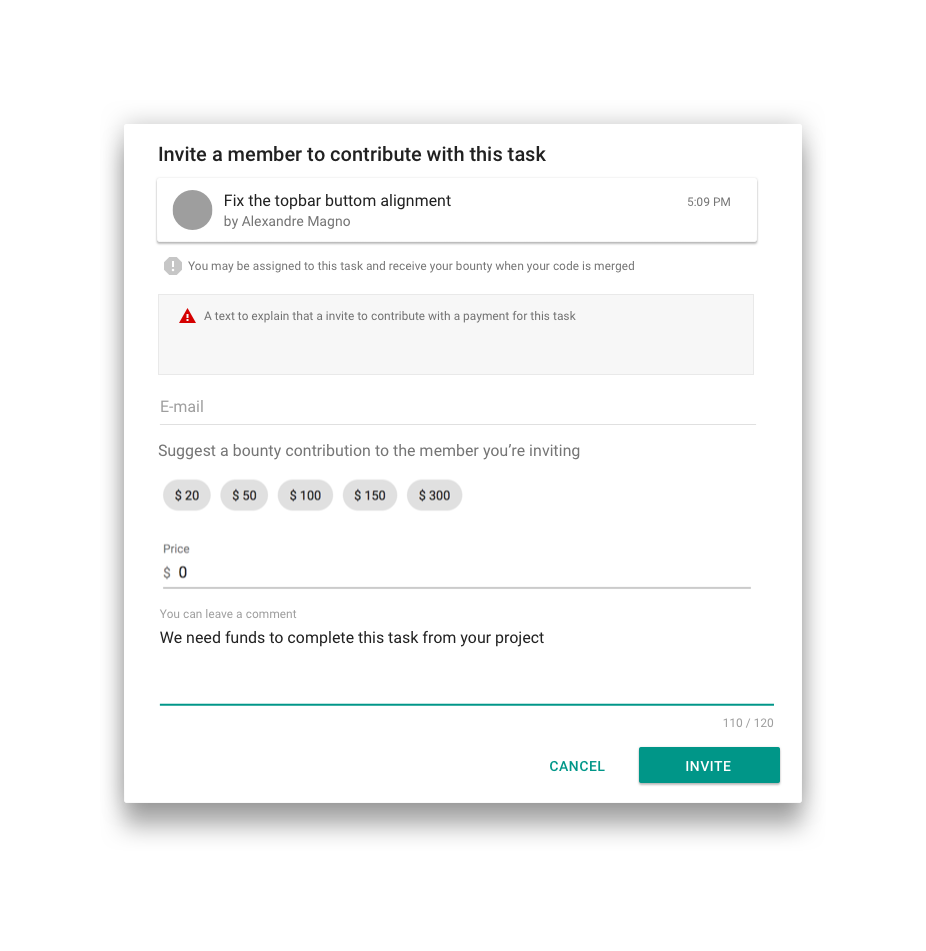 Invite a member to contribute with this task
Fix the topbar buttom alignment
5:09 PM
by Alexandre Magno
You may be assigned to this task and receive your bounty when your code is merged
A text to explain that a invite to contribute with a payment for this task
E-mail
Suggest a bounty contribution to the member you’re inviting
$ 20 $ 50 $ 100 $ 150 $ 300
Price
$ 0
You can leave a comment
We need funds to complete this task from your project
110 / 120
CANCEL INVITE